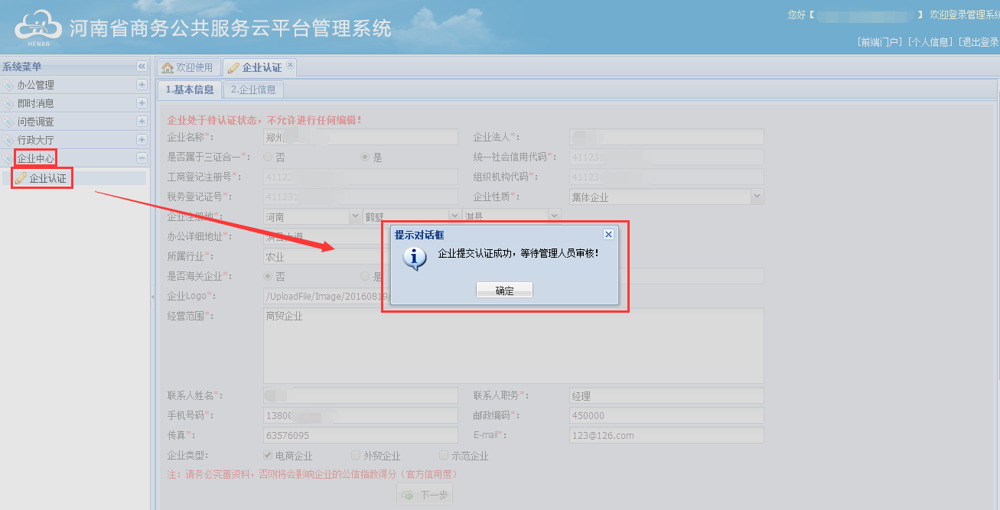 HENAN
河南省商务公共服务云平台管理系统
您好【 】 欢迎登录管理系统
[前端门户] [个人信息] [退出登录
系统菜单
办公管理
即时消息
问卷调查
行政大厅
企业中心
企业认证
欢迎使用 企业认证
1.基本信息 2.企业信息
企业处于待认证状态，不允许进行任何编辑！
企业名称*： 郑州 企业法人*：
是否属于三证合一*： 否 是 统一社会信用代码*： 41123
工商登记注册号*： 41123 组织机构代码*： 41123
税务登记证号*： 411233 企业性质*： 集体企业
企业注册地*： 河南 鹤壁 淇县
办公详细地址*： 淇县大道
所属行业*： 农业
是否海关企业*： 否 是
企业Logo*： /UploadFile/Image/20160819/
经营范围*： 商贸企业
提示对话框
企业提交认证成功，等待管理人员审核！
确定
联系人姓名*： 联系人职务*： 经理
手机号码*： 13800 邮政编码*： 450000
传真*： 63576095 E-mail*： 123@126.com
企业类型： 电商企业 外贸企业 示范企业
注：请务必完善资料，否则将会影响企业的公信指数得分（官方信用度）
下一步